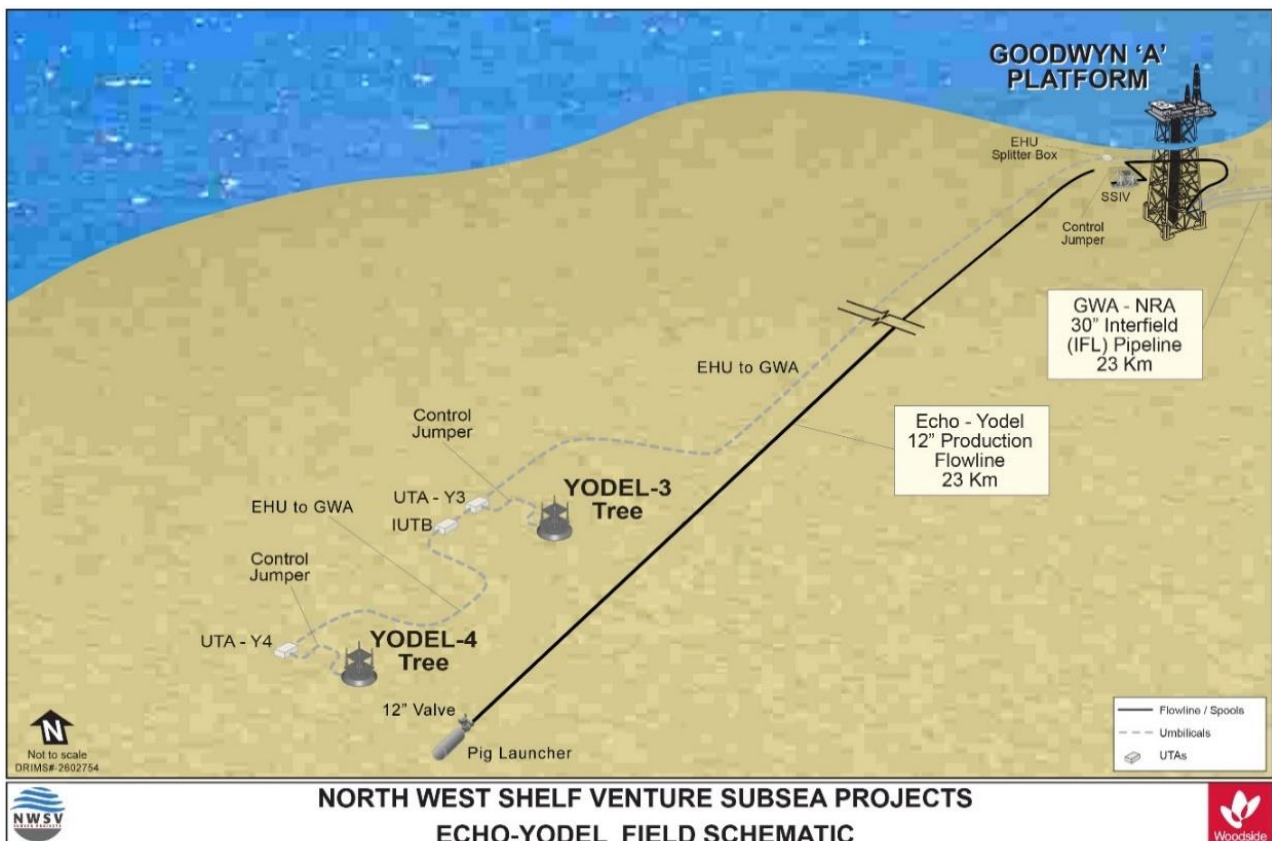 GOODWYN 'A'
PLATFORM
EHU
Splitter Box
SSIV
Control
Jumper
GWA - NRA
30" Interfield
(IFL) Pipeline
23 Km
EHU to GWA
Echo - Yodel
12" Production
Flowline
23 Km
Control
Jumper
UTA - Y3
IUTB
YODEL-3
Tree
EHU to GWA
Control
Jumper
UTA - Y4
YODEL-4
Tree
12" Valve
Pig Launcher
N
Not to scale
DRIMS# 2602754
Flowline / Spools
Umbilicals
UTAs
NWSV
SUBSEA PROJECTS
NORTH WEST SHELF VENTURE SUBSEA PROJECTS
ECHO-YODEL FIELD SCHEMATIC
Woodside